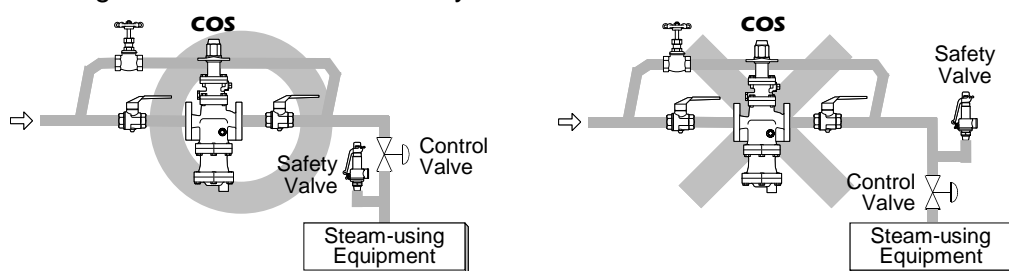 COS
Safety
Valve
Control
Valve
Steam-using
Equipment
COS
Safety
Valve
Control
Valve
Steam-using
Equipment